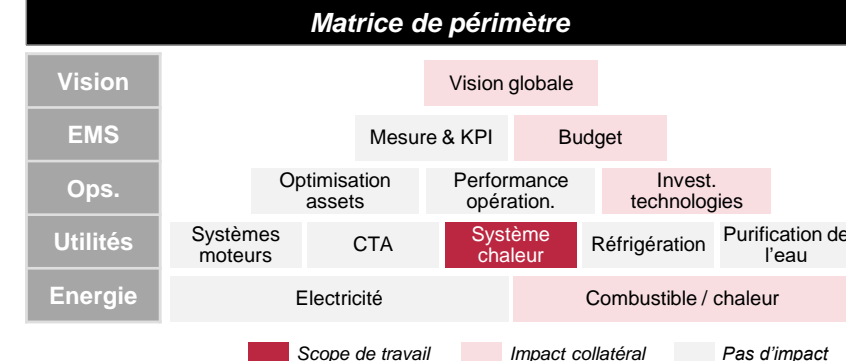 Matrice de périmètre
Vision
Vision globale
EMS
Mesure & KPI
Budget
Ops.
Optimisation
assets
Performance
opération.
Invest.
technologies
Utilités
Systèmes
moteurs
CTA
Système
chaleur
Réfrigération
Purification de
l'eau
Energie
Electricité
Combustible / chaleur
Scope de travail
Impact collatéral
Pas d'impact